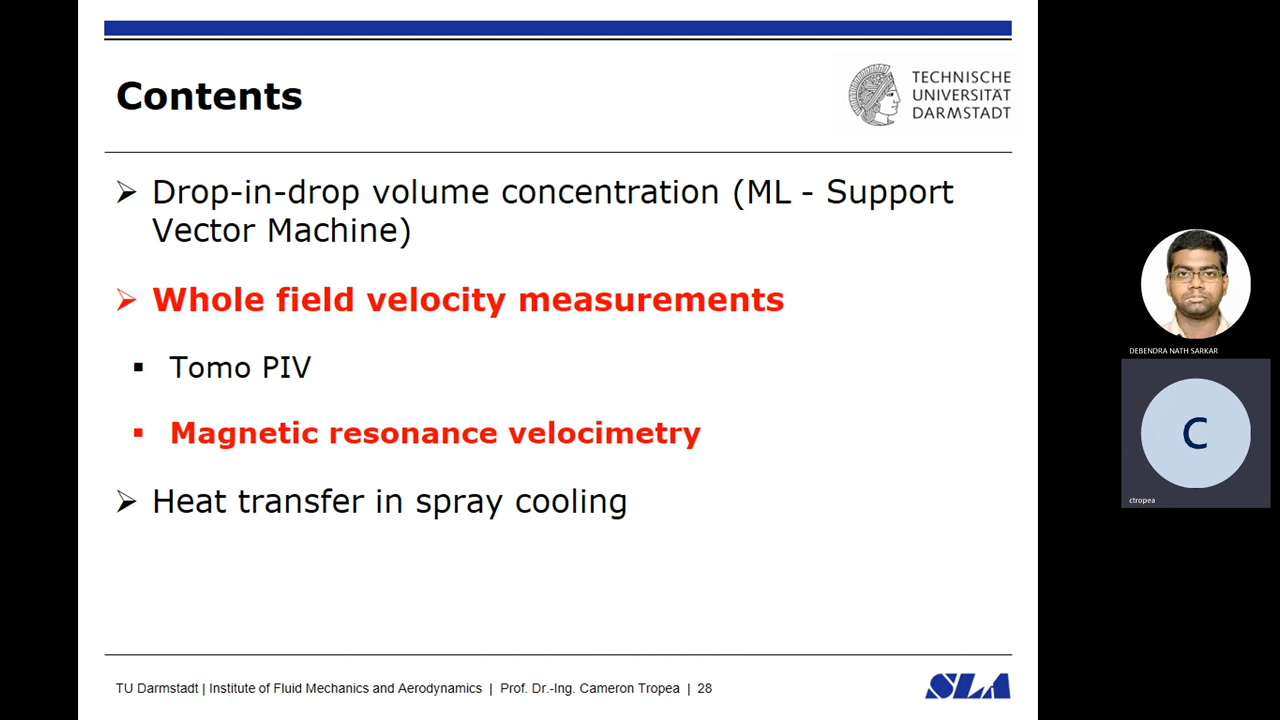 Contents
TECHNISCHE
UNIVERSITÄT
DARMSTADT
Drop-in-drop volume concentration (ML - Support
Vector Machine)
Whole field velocity measurements
Tomo PIV
Magnetic resonance velocimetry
Heat transfer in spray cooling
TU Darmstadt | Institute of Fluid Mechanics and Aerodynamics | Prof. Dr.-Ing. Cameron Tropea | 28
SLA
DEBENDRA NATH SARKAR
C
ctropea